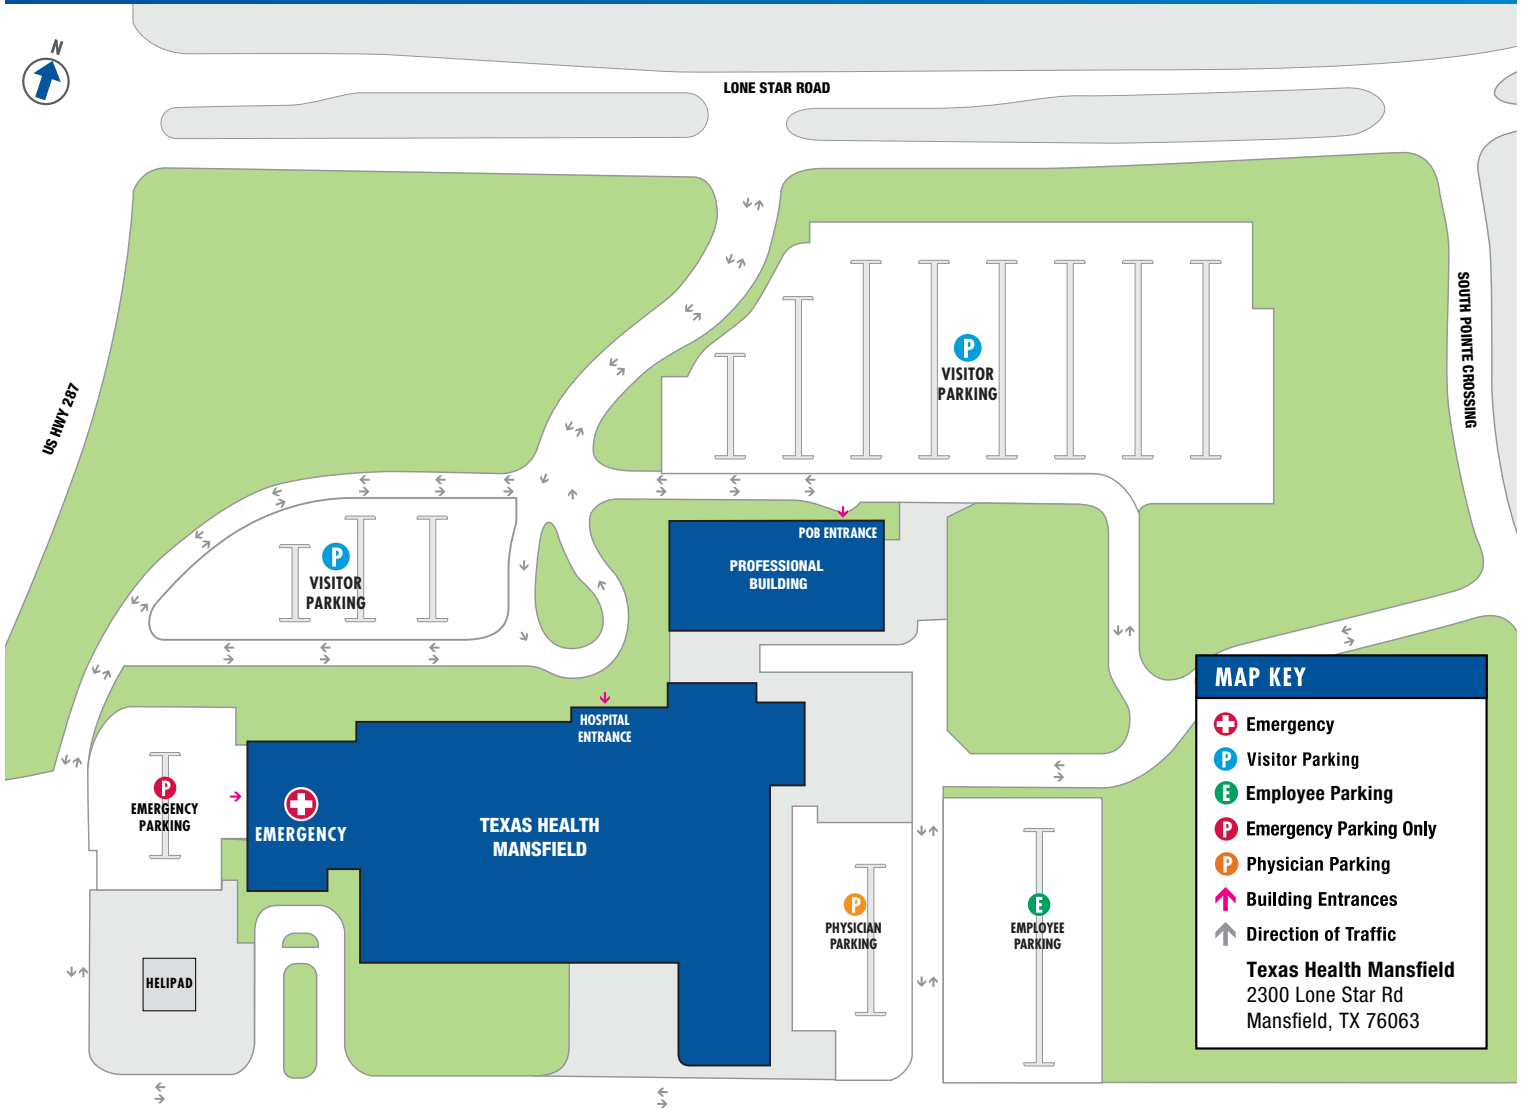 N
LONE STAR ROAD
US HWY 287
SOUTH POINTE CROSSING
P
VISITOR
PARKING
P
VISITOR
PARKING
POB ENTRANCE
PROFESSIONAL
BUILDING
HOSPITAL
ENTRANCE
P
EMERGENCY
PARKING
EMERGENCY
TEXAS HEALTH
MANSFIELD
P
PHYSICIAN
PARKING
E
EMPLOYEE
PARKING
HELIPAD
MAP KEY
Emergency
P Visitor Parking
E Employee Parking
P Emergency Parking Only
P Physician Parking
Building Entrances
Direction of Traffic
Texas Health Mansfield
2300 Lone Star Rd
Mansfield, TX 76063